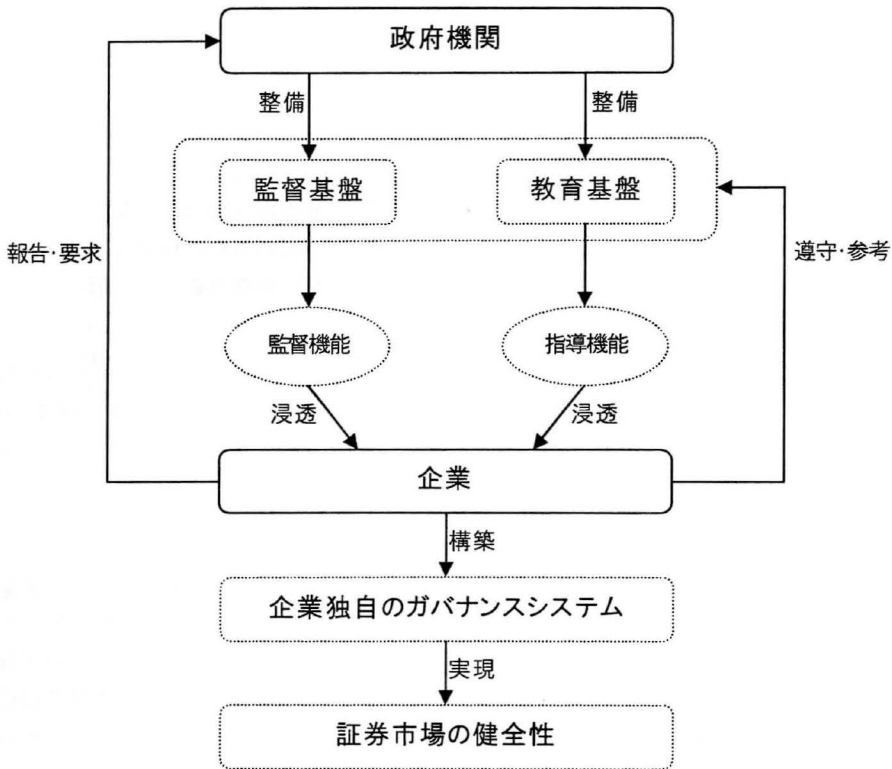 政府機関
整備
整備
監督基盤
教育基盤
報告・要求
遵守・参考
監督機能
指導機能
浸透
浸透
企業
構築
企業独自のガバナンスシステム
実現
証券市場の健全性